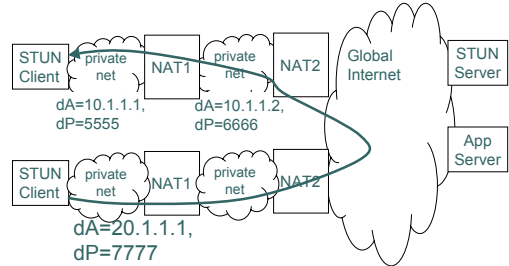 STUN
Client
private
net
NAT1
private
net
NAT2
Global
Internet
STUN
Server
dA=10.1.1.1,
dP=5555
dA=10.1.1.2,
dP=6666
App
Server
STUN
Client
private
net
NAT1
private
net
NAT2
dA=20.1.1.1,
dP=7777